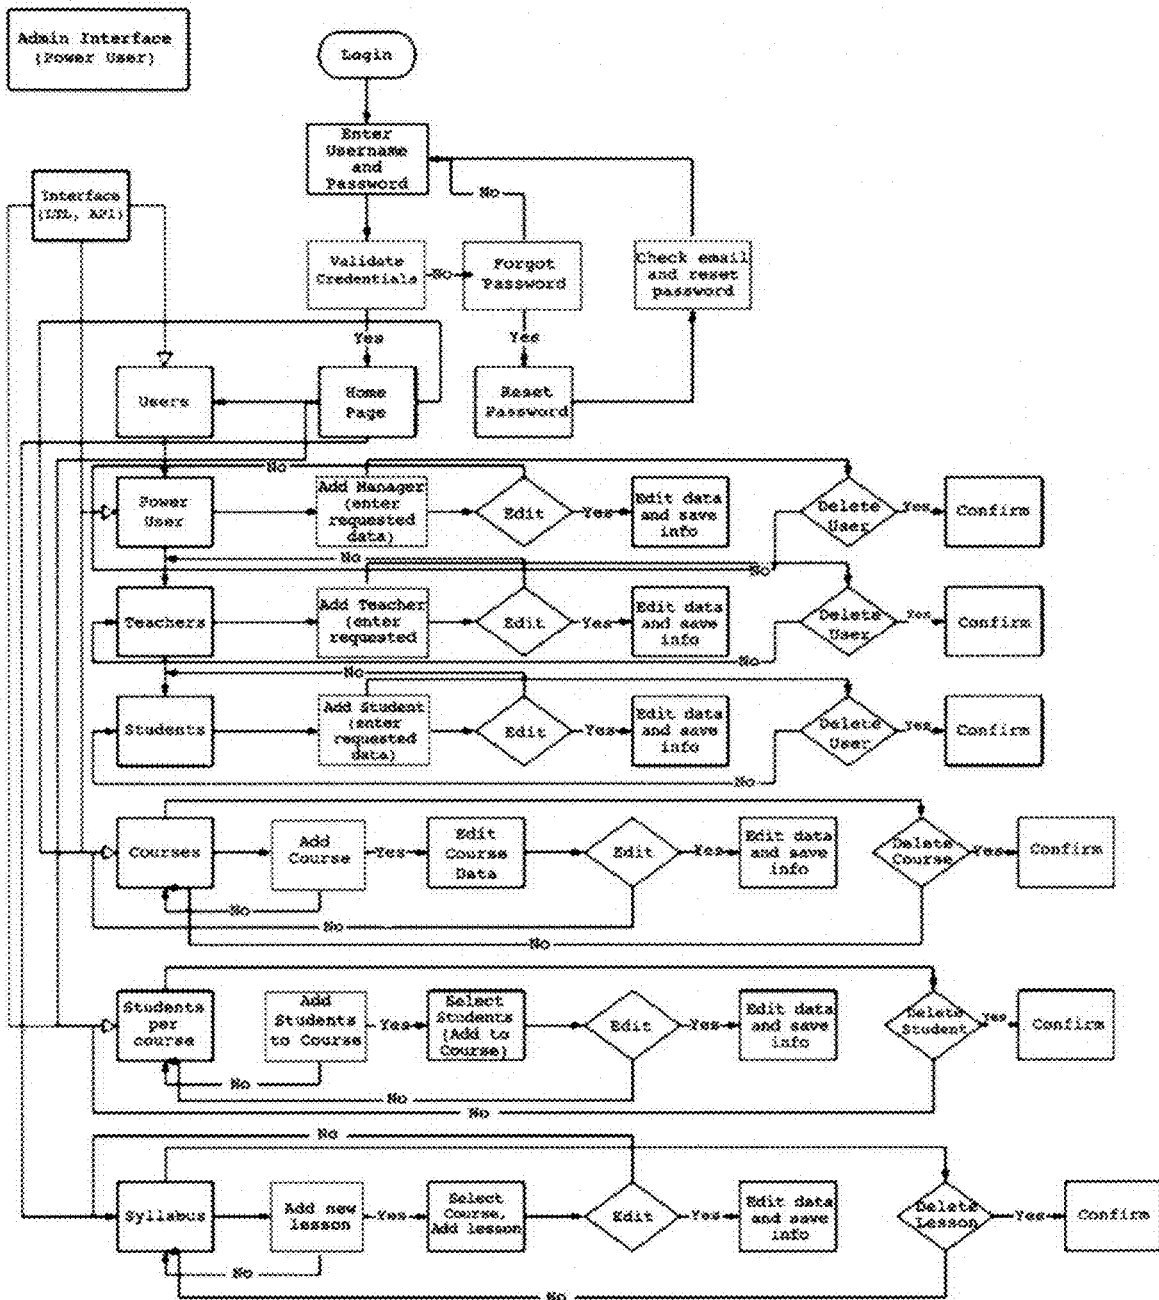 Admin Interface
(Power User)
Login
Enter
Username
and
Password
No
Interface
(LTL, API)
Validate
Credentials
No
Forgot
Password
Check email
and reset
password
Yes
Yes
Users
Home
Page
Reset
Password
No
Power
User
Add Manager
(enter
requested
data)
Edit
Yes
Edit data
and save
info
Delete
User
Yes
Confirm
No
No
Teachers
Add Teacher
(enter
requested
Edit
Yes
Edit data
and save
info
Delete
User
Yes
Confirm
No
No
Students
Add Student
(enter
requested
data)
Edit
Yes
Edit data
and save
info
Delete
User
Yes
Confirm
No
Courses
Add
Course
Yes
Edit
Course
Data
Edit
Yes
Edit data
and save
info
Delete
Course
Yes
Confirm
No
No
No
Students
per
course
Add
Students
to Course
Yes
Select
Students
(Add to
Course)
Edit
Yes
Edit data
and save
info
Delete
Student
Yes
Confirm
No
No
No
No
Syllabus
Add new
lesson
Yes
Select
Course,
Add lesson
Edit
Yes
Edit data
and save
info
Delete
Lesson
Yes
Confirm
No
No